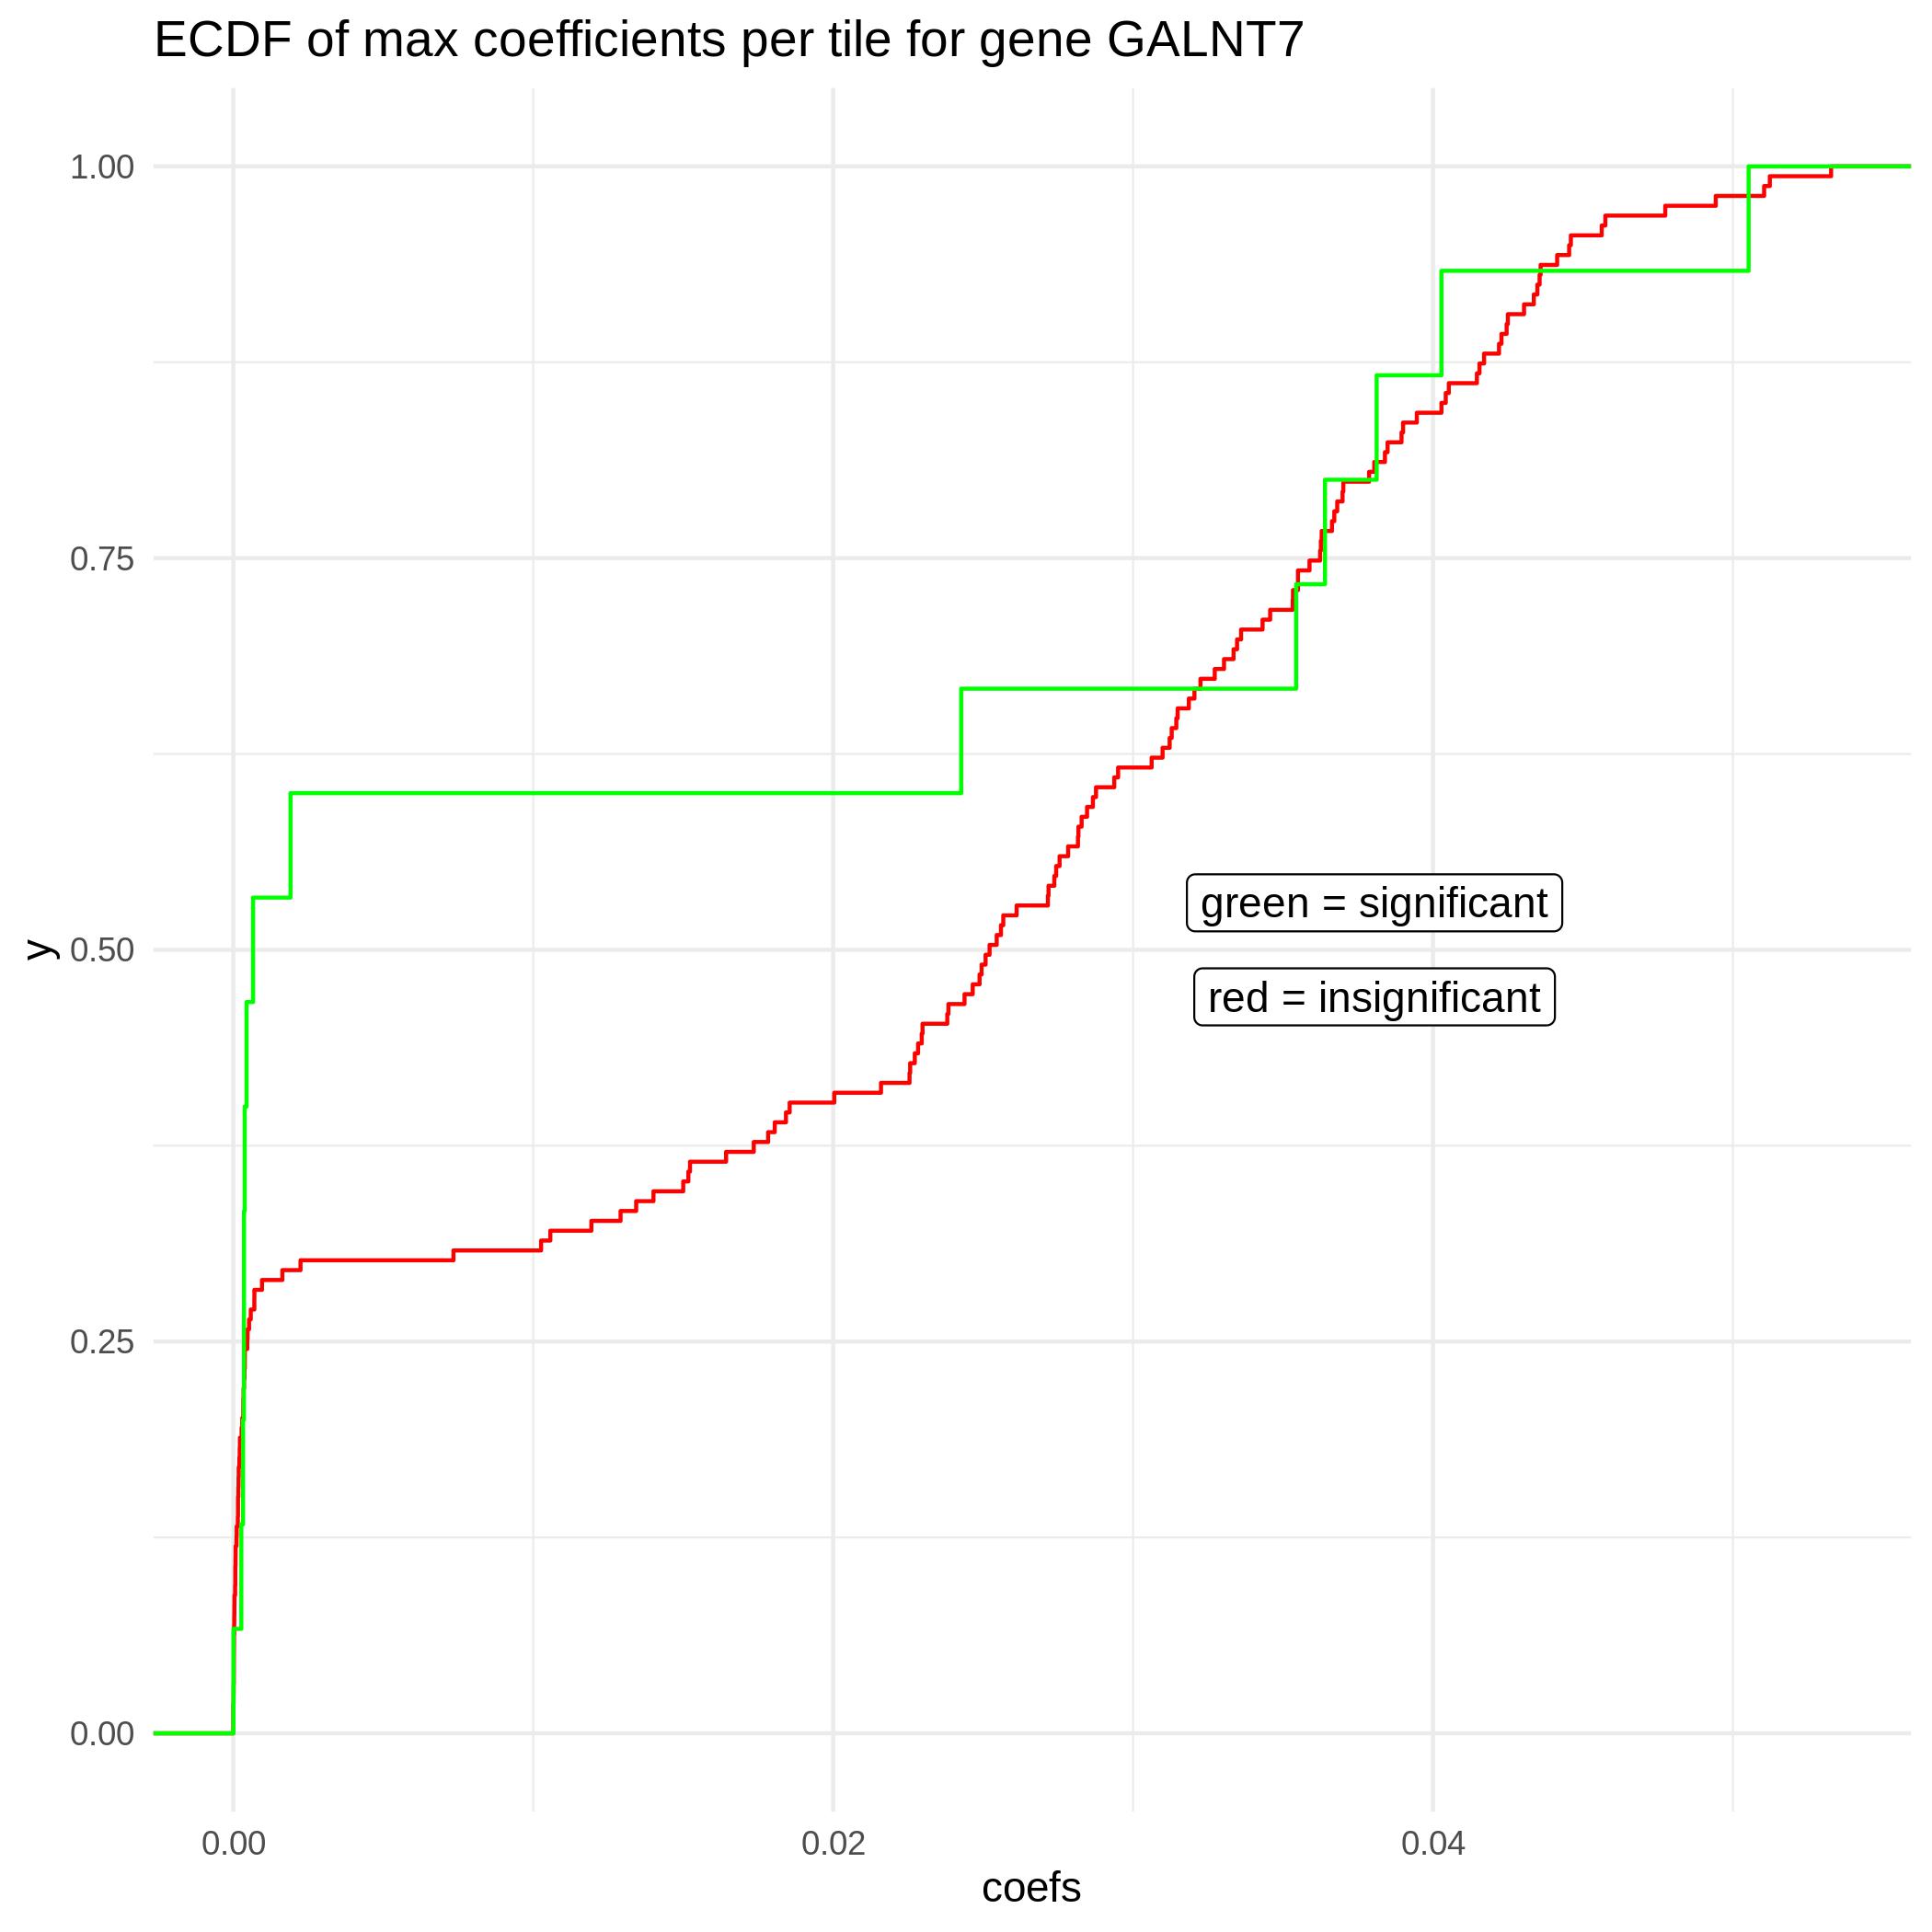 ECDF of max coefficients per tile for gene GALNT7
1.00
0.75
0.50
0.25
0.00
y
green = significant
red = insignificant
0.00 0.02 0.04
coefs